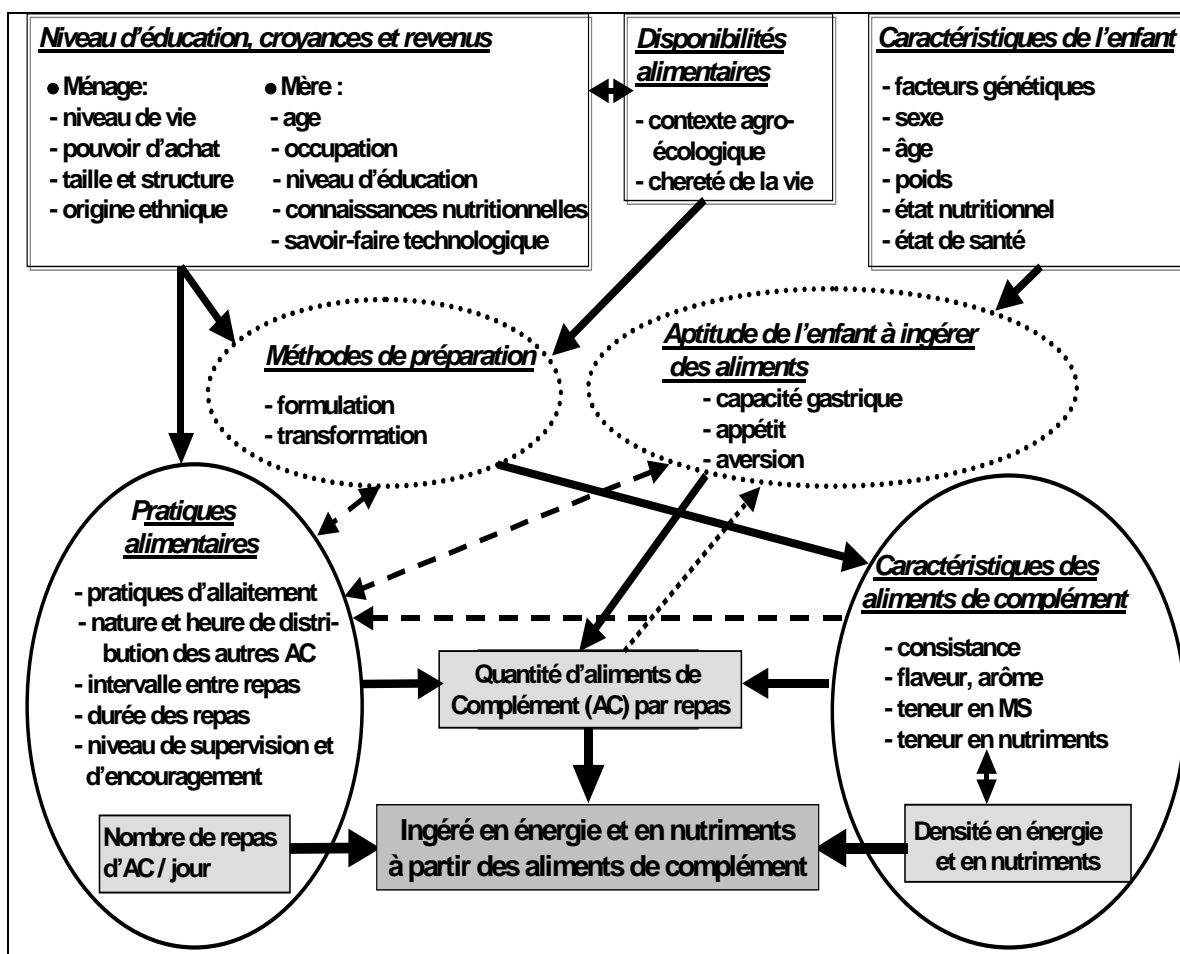 Niveau d'éducation, croyances et revenus
● Ménage:
- niveau de vie
- pouvoir d'achat
- taille et structure
- origine ethnique
● Mère :
- age
- occupation
- niveau d'éducation
- connaissances nutritionnelles
- savoir-faire technologique
Disponibilités
alimentaires
- contexte agro-
écologique
- chereté de la vie
Caractéristiques de l'enfant
- facteurs génétiques
- sexe
- âge
- poids
- état nutritionnel
- état de santé
Méthodes de préparation
- formulation
- transformation
Aptitude de l'enfant à ingérer
des aliments
- capacité gastrique
- appétit
- aversion
Pratiques
alimentaires
- pratiques d'allaitement
- nature et heure de distri-
bution des autres AC
- intervalle entre repas
- durée des repas
- niveau de supervision et
d'encouragement
Nombre de repas
d'AC / jour
Quantité d'aliments de
Complément (AC) par repas
Ingéré en énergie et en nutriments
à partir des aliments de complément
Caractéristiques des
aliments de complément
- consistance
- flaveur, arôme
- teneur en MS
- teneur en nutriments
Densité en énergie
et en nutriments